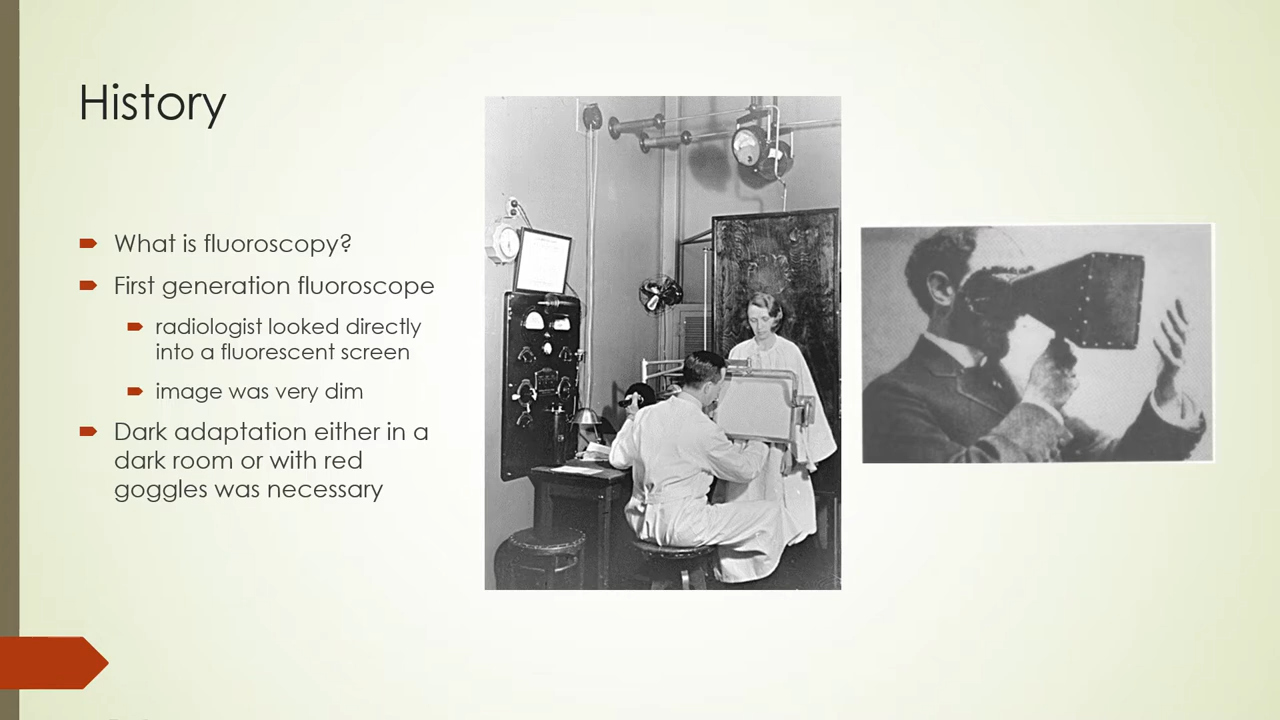 History
What is fluoroscopy?
First generation fluoroscope
radiologist looked directly
into a fluorescent screen
image was very dim
Dark adaptation either in a
dark room or with red
goggles was necessary